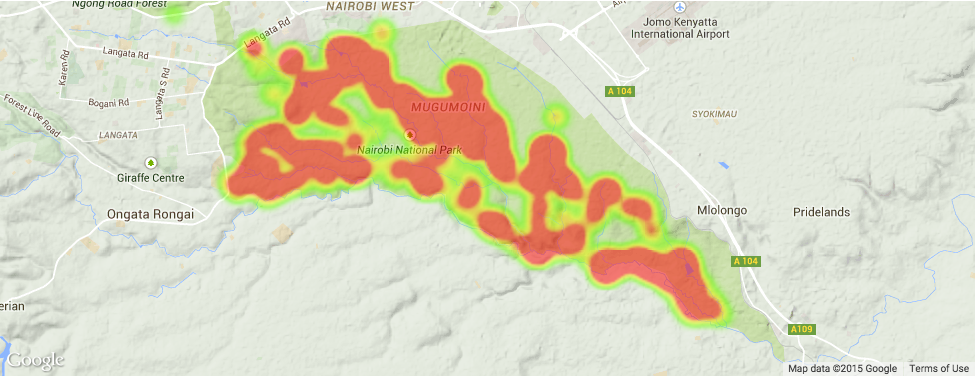 Ngong Road Forest
NAIROBI WEST
Langata Rd
Jomo Kenyatta
International Airport
Langata Rd
Karen Rd
Langata S Rd
Bogani Rd
A 104
Forest Line Road
MUGUMOINI
SYOKIMAU
LANGATA
Nairobi National Park
Giraffe Centre
Ongata Rongai
Mlolongo
Pridelands
A 104
erian
A109
Google
Map data ©2015 Google
Terms of Use